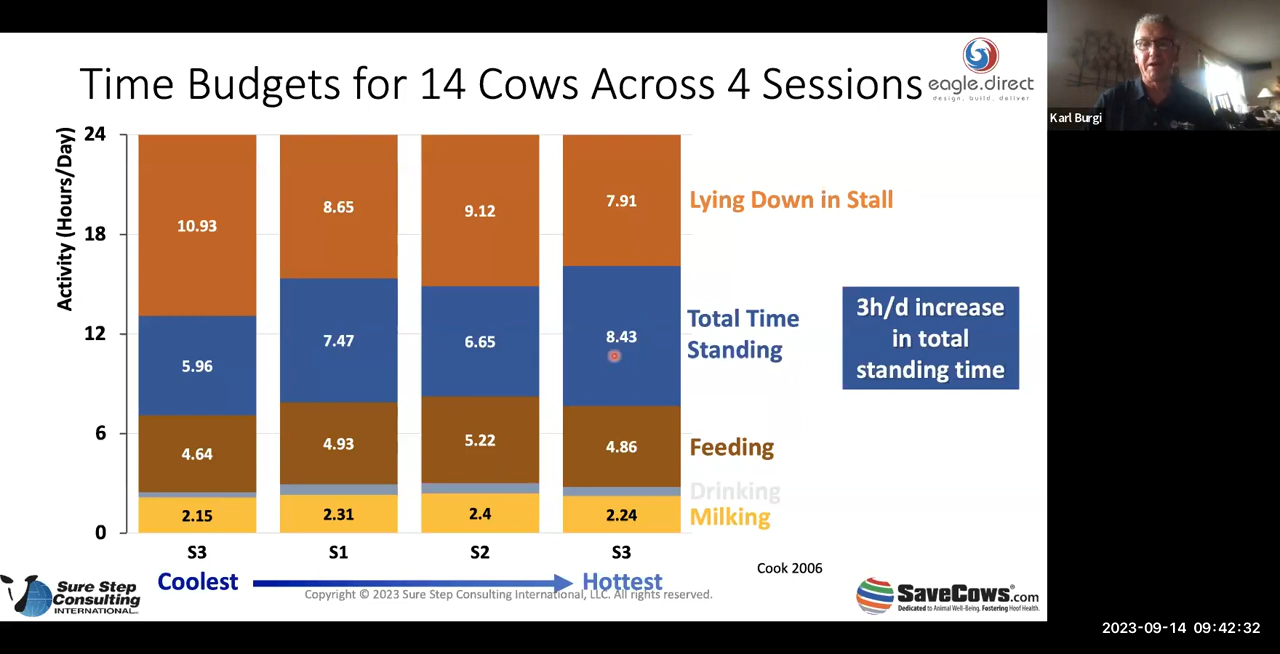 Time Budgets for 14 Cows Across 4 Sessions
eagle.direct
design. build. deliver
Karl Burgi
Activity (Hours/Day)
24
18
12
6
0
10.93
8.65
9.12
7.91
Lying Down in Stall
5.96
7.47
6.65
8.43
Total Time
Standing
3h/d increase
in total
standing time
4.64
4.93
5.22
4.86
Feeding
Drinking
2.15
2.31
2.4
2.24
Milking
S3
S1
S2
S3
Coolest
Hottest
Cook 2006
Copyright © 2023 Sure Step Consulting International, LLC. All rights reserved.
Sure Step
Consulting
INTERNATIONAL
SaveCows.com
Dedicated to Animal Well-Being. Fostering Hoof Health.
2023-09-14 09:42:32